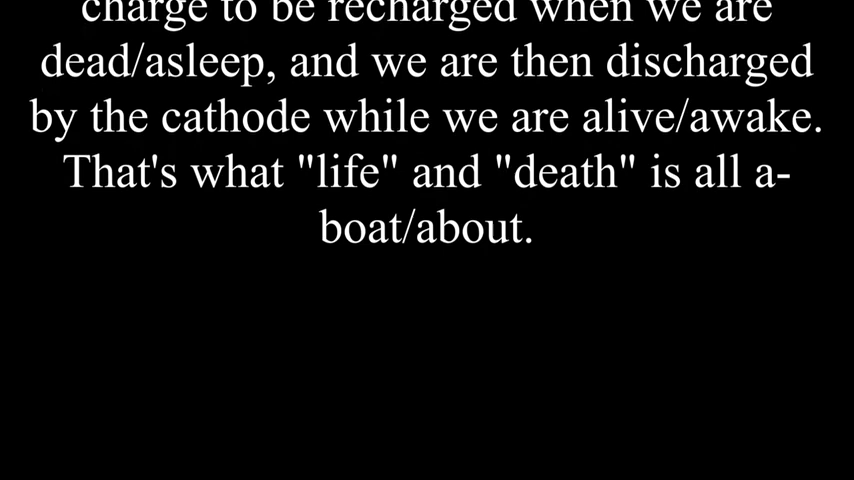 charge to be recharged when we are
dead/asleep, and we are then discharged
by the cathode while we are alive/awake.
That's what "life" and "death" is all a-
boat/about.